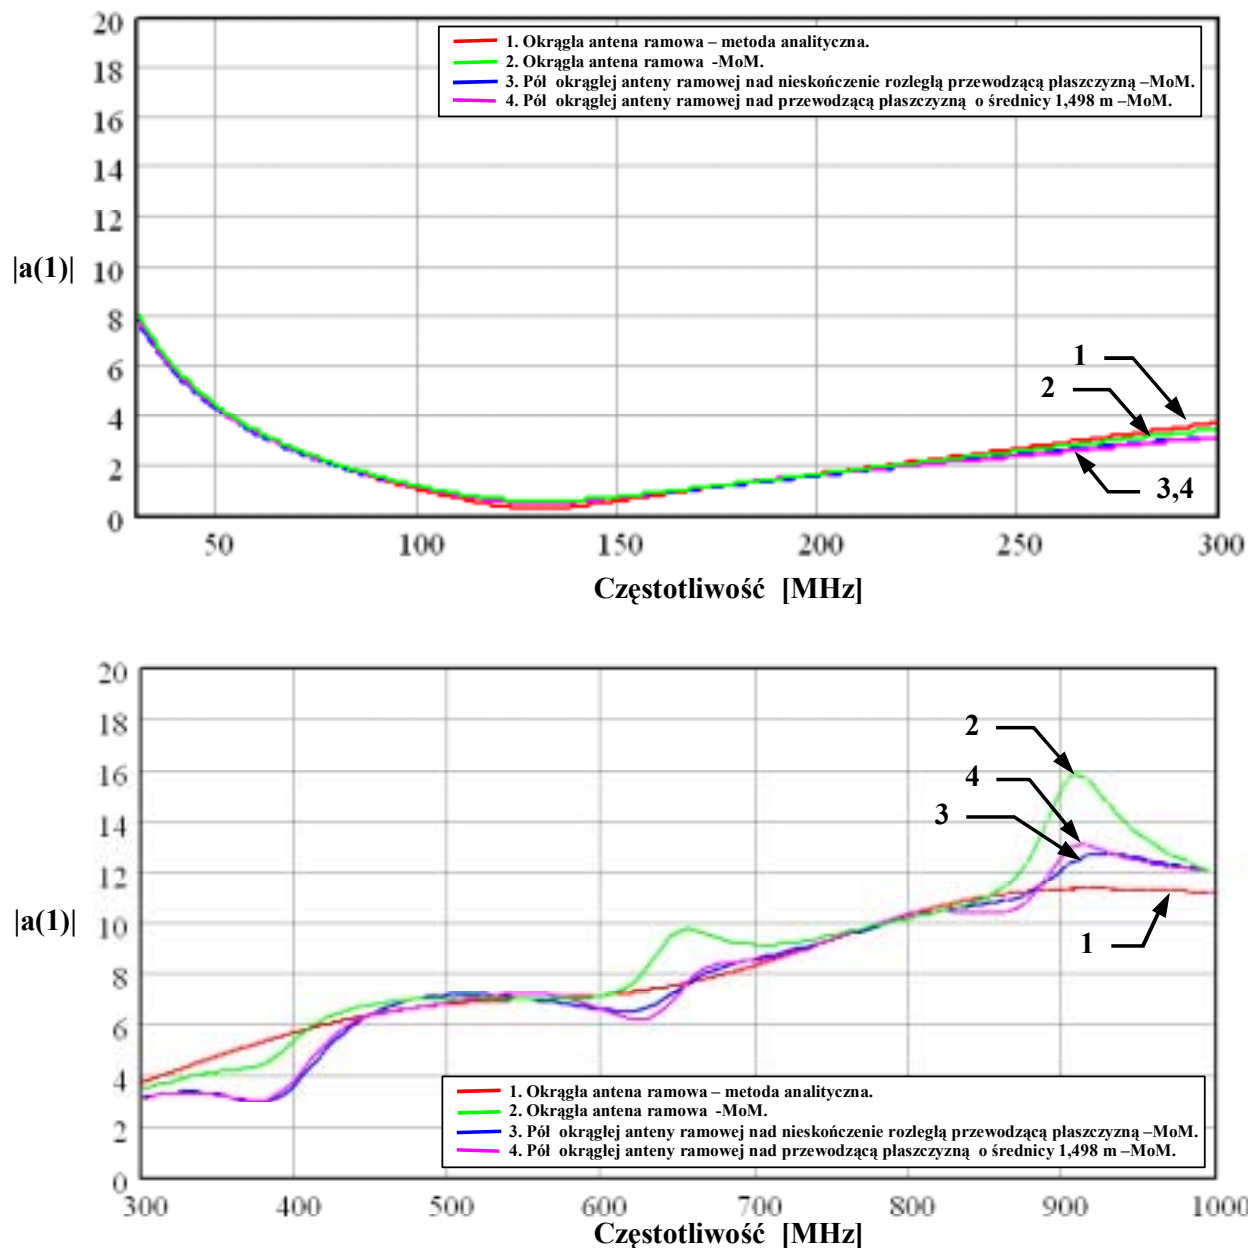 20
18
16
14
12
10
8
6
4
2
0
|a(1)|
1. Okrągła antena ramowa – metoda analityczna.
2. Okrągła antena ramowa -MoM.
3. Pół okrągłej anteny ramowej nad nieskończenie rozległą przewodzącą płaszczyzną –MoM.
4. Pół okrągłej anteny ramowej nad przewodzącą płaszczyzną o średnicy 1,498 m –MoM.
1
2
3,4
50 100 150 200 250 300
Częstotliwość [MHz]
20
18
16
14
12
10
8
6
4
2
0
|a(1)|
2
4
3
1
1. Okrągła antena ramowa – metoda analityczna.
2. Okrągła antena ramowa -MoM.
3. Pół okrągłej anteny ramowej nad nieskończenie rozległą przewodzącą płaszczyzną –MoM.
4. Pół okrągłej anteny ramowej nad przewodzącą płaszczyzną o średnicy 1,498 m –MoM.
300 400 500 600 700 800 900 1000
Częstotliwość [MHz]